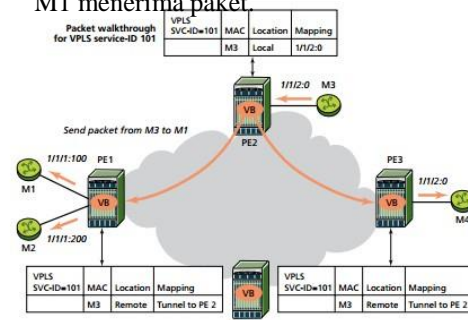 M1 menerima paket.
Packet walkthrough
for VPLS service-ID 101
VPLS
SVC-ID=101 MAC Location Mapping
M3 Local 1/1/2:0
1/1/2:0 M3
VB
PE2
Send packet from M3 to M1
1/1/1:100 PE1
M1
VB
M2
1/1/1:200
PE3
1/1/2:0
VB
M4
VPLS
SVC-ID=101 MAC Location Mapping
M3 Remote Tunnel to PE 2
VB
VPLS
SVC-ID=101 MAC Location Mapping
M3 Remote Tunnel to PE 2